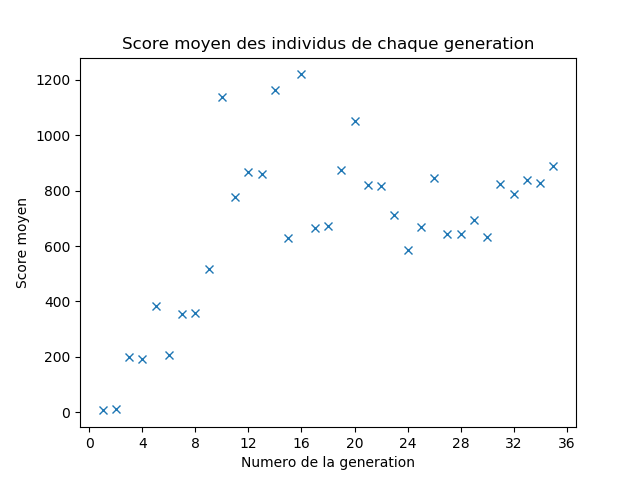 Score moyen des individus de chaque generation
1200
1000
800
600
400
200
0
Score moyen
0 4 8 12 16 20 24 28 32 36
Numero de la generation